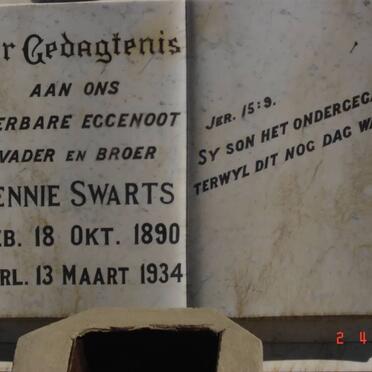 r Gedagtenis
AAN ONS
ERBARE EGGENOOT
VADER EN BROER
ENNIE SWARTS
EB. 18 OKT. 1890
RL. 13 MAART 1934
JER. 15:9.
SY SON HET ONDERGEGA
TERWYL DIT NOG DAG WA
2 4